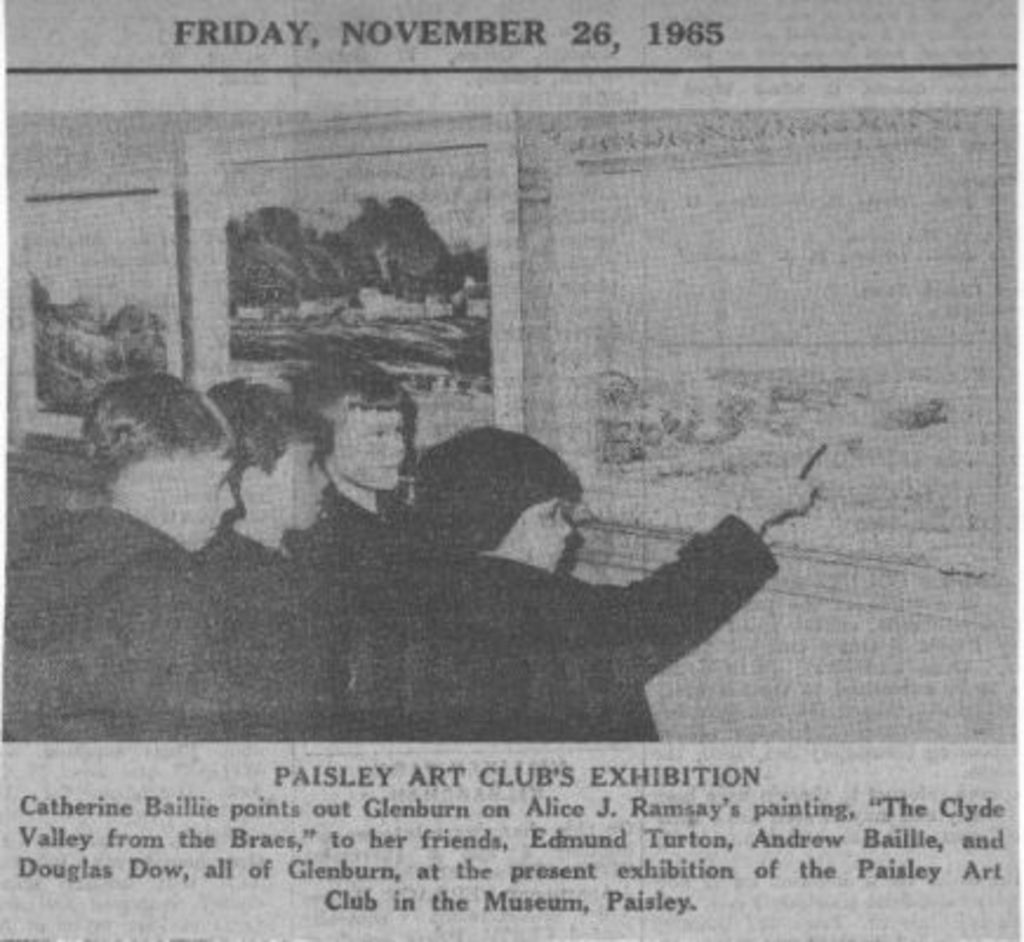 FRIDAY, NOVEMBER 26, 1965
PAISLEY ART CLUB'S EXHIBITION
Catherine Baillie points out Glenburn on Alice J. Ramsay's painting, "The Clyde
Valley from the Braes," to her friends, Edmund Turton, Andrew Baillie, and
Douglas Dow, all of Glenburn, at the present exhibition of the Paisley Art
Club in the Museum, Paisley.